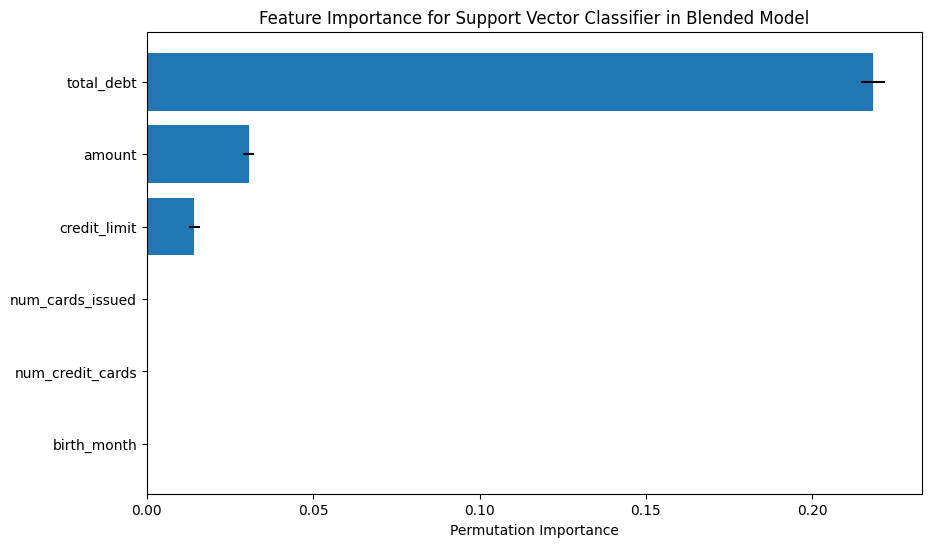 Feature Importance for Support Vector Classifier in Blended Model
total_debt
amount
credit_limit
num_cards_issued
num_credit_cards
birth_month
0.00 0.05 0.10 0.15 0.20
Permutation Importance